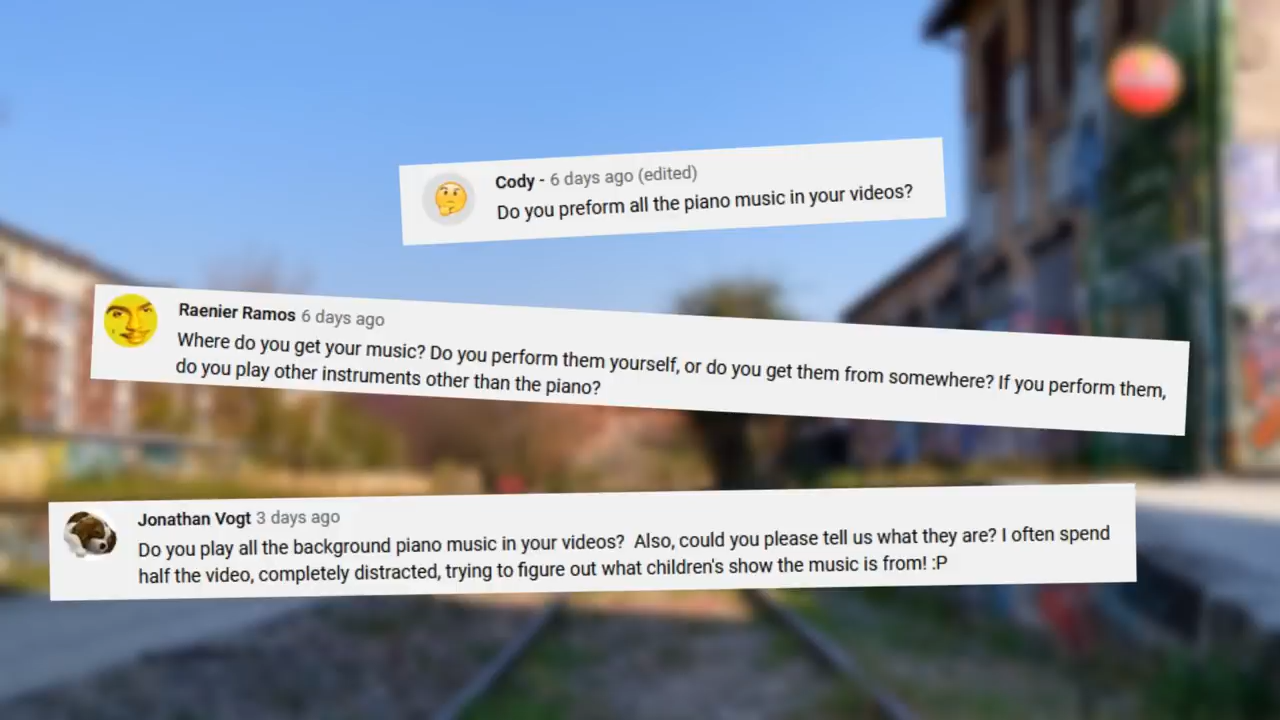 Cody - 6 days ago (edited)
Do you preform all the piano music in your videos?
Raenier Ramos 6 days ago
Where do you get your music? Do you perform them yourself, or do you get them from somewhere? If you perform them,
do you play other instruments other than the piano?
Jonathan Vogt 3 days ago
Do you play all the background piano music in your videos?  Also, could you please tell us what they are? I often spend
half the video, completely distracted, trying to figure out what children's show the music is from! :P